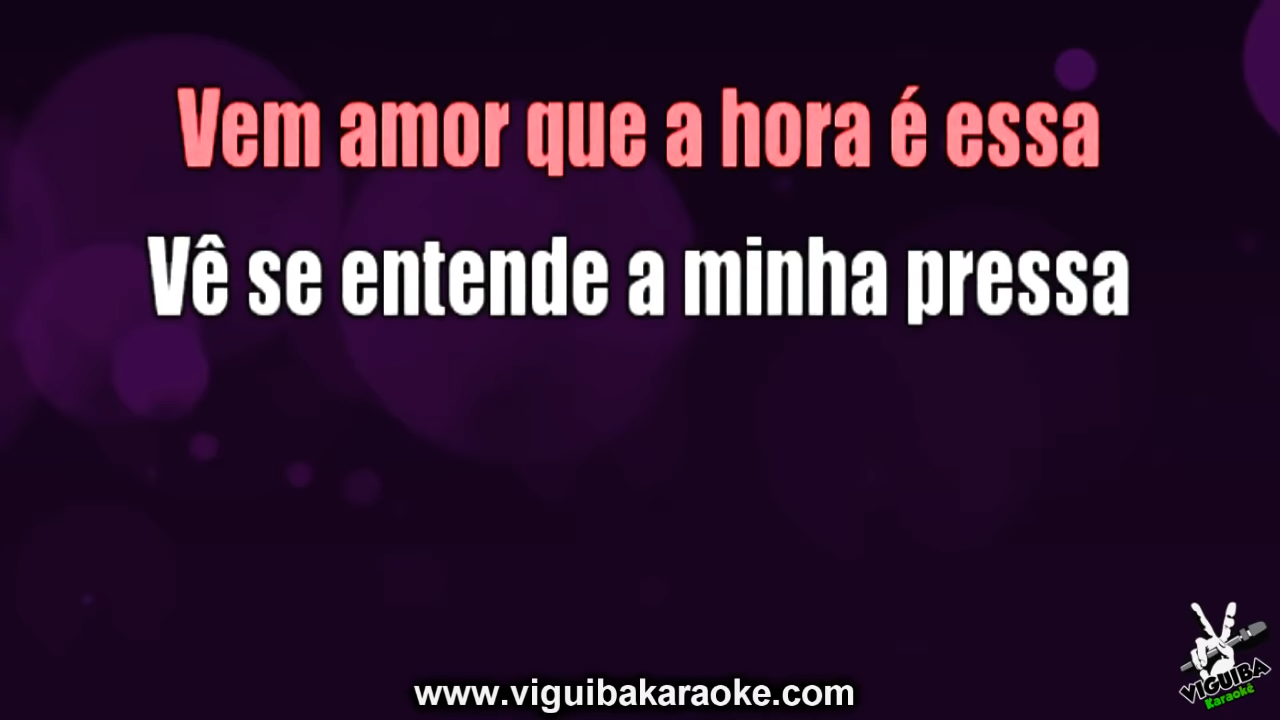 Vem amor que a hora é essa
Vê se entende a minha pressa
VIGUIBA
Karaokê
www.viguibakaraoke.com